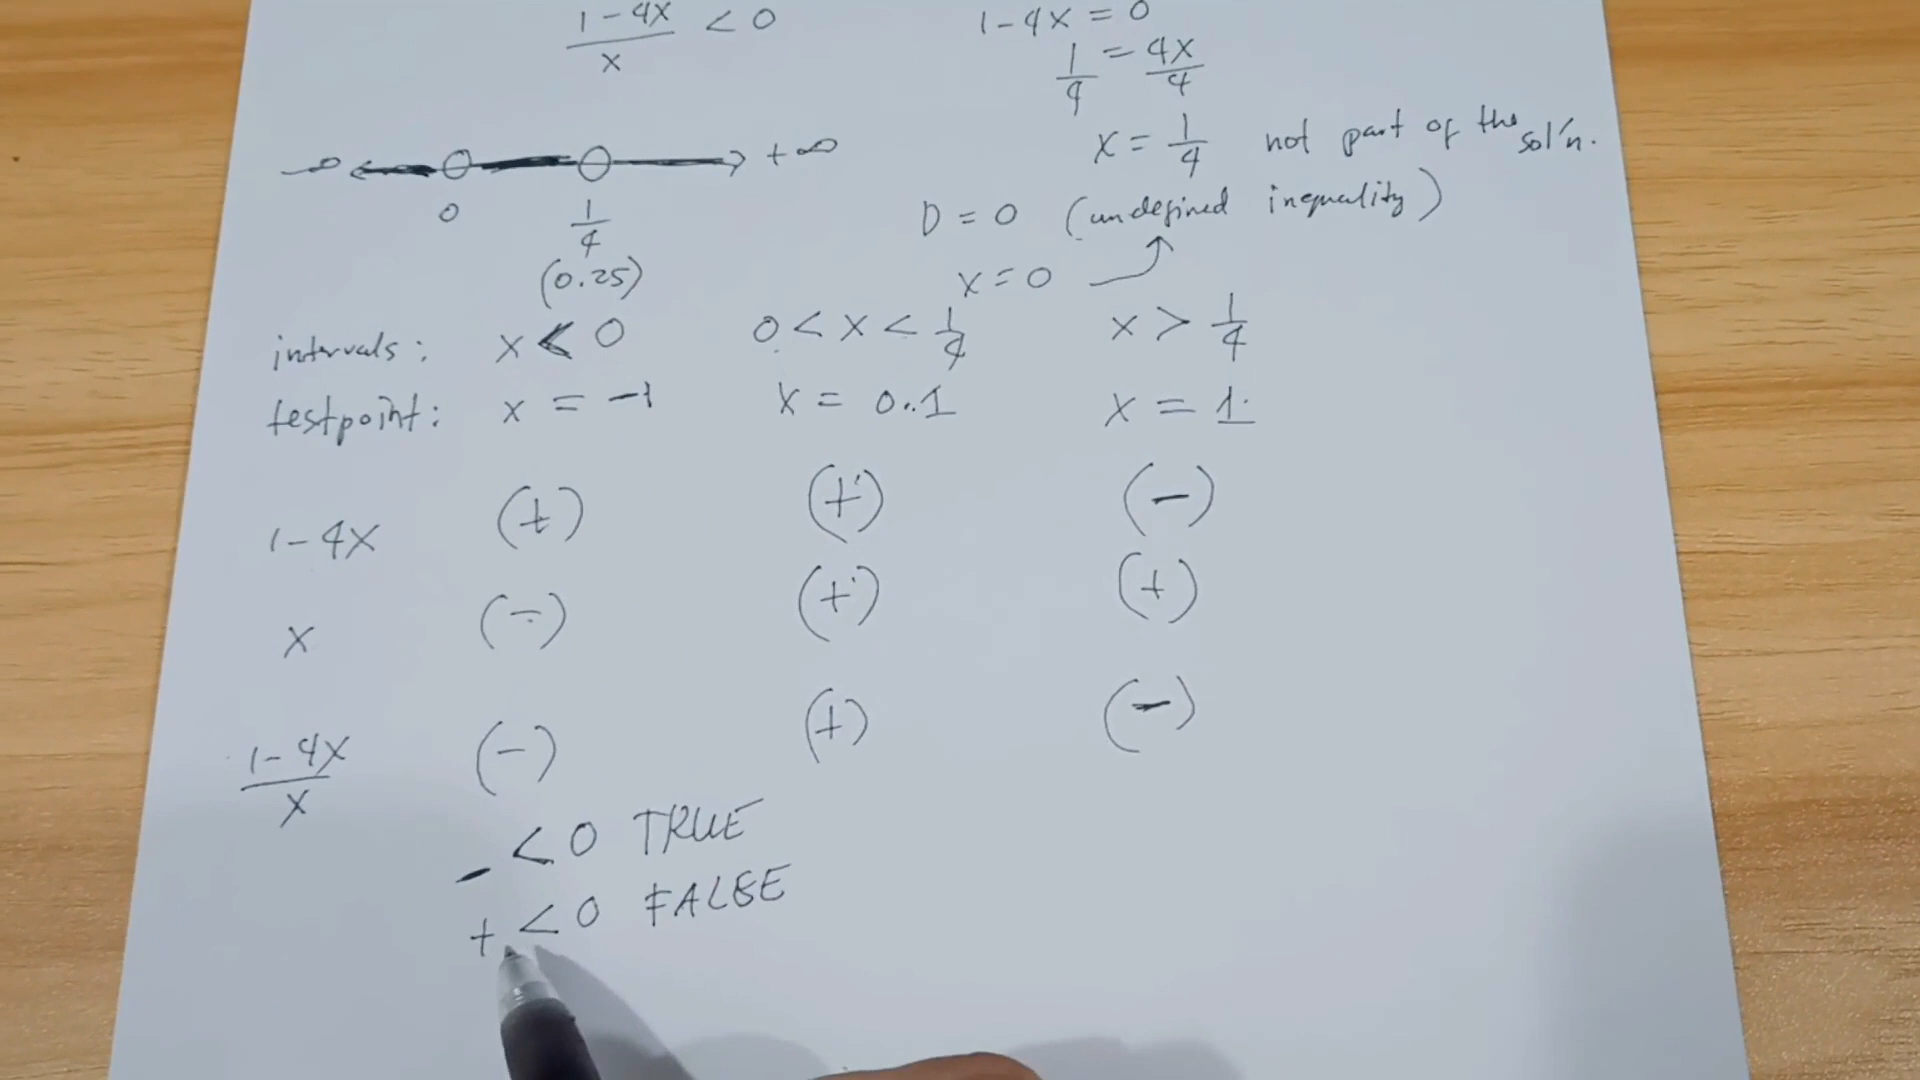 1-4x/x < 0
1-4x = 0
1/4 = 4x/4
x = 1/4 not part of the sol'n.
-∞ +∞
0 1/4
(0.25)
D = 0 (undefined inequality)
x = 0
intervals: x < 0 0 < x < 1/4 x > 1/4
testpoint: x = -1 x = 0.1 x = 1
1-4x (+) (+) (-)
x (-) (+) (+)
1-4x/x (-) (+) (-)
- < 0 TRUE
+ < 0 FALSE